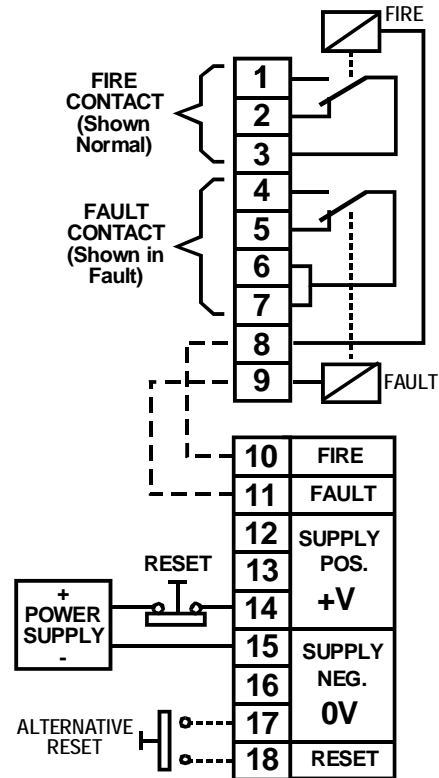 FIRE
FIRE
CONTACT
(Shown
Normal)
1
2
3
FAULT
CONTACT
(Shown in
Fault)
4
5
6
7
8
9
FAULT
10
FIRE
11
FAULT
12
13
14
SUPPLY
POS.
+V
RESET
+
POWER
SUPPLY
-
15
16
17
SUPPLY
NEG.
0V
ALTERNATIVE
RESET
18
RESET